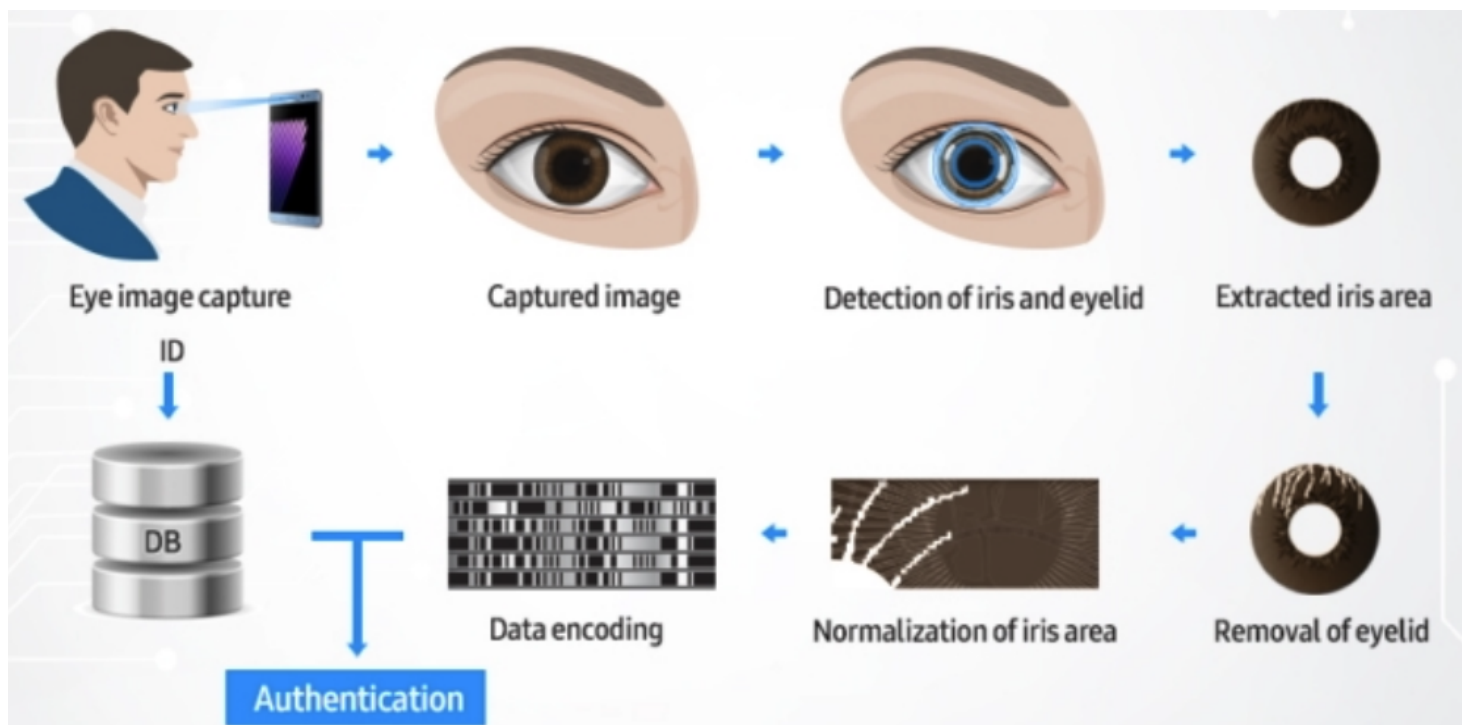 Eye image capture
Captured image
Detection of iris and eyelid
Extracted iris area
ID
DB
Data encoding
Normalization of iris area
Removal of eyelid
Authentication